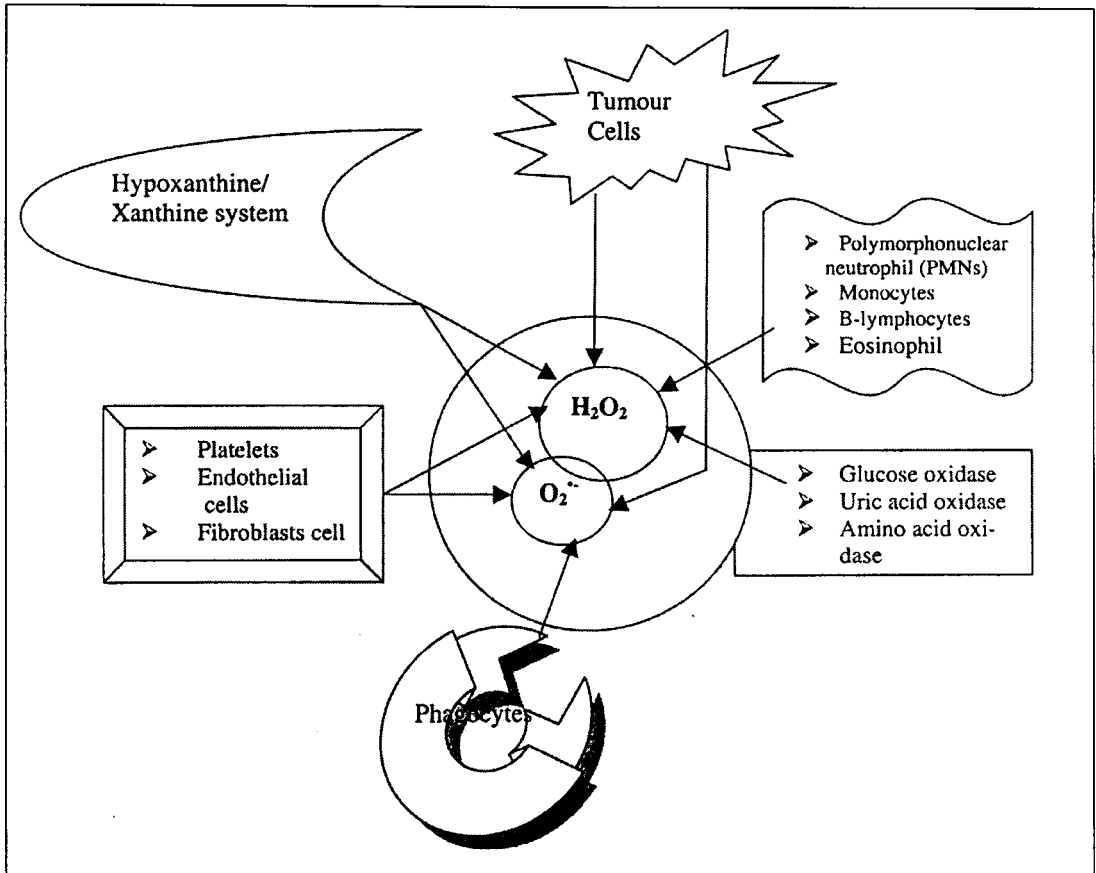 Tumour
Cells
Hypoxanthine/
Xanthine system
➢ Polymorphonuclear
neutrophil (PMNs)
➢ Monocytes
➢ B-lymphocytes
➢ Eosinophil
H₂O₂
➢ Platelets
➢ Endothelial
cells
➢ Fibroblasts cell
O₂•-
➢ Glucose oxidase
➢ Uric acid oxidase
➢ Amino acid oxi-
dase
Phagocytes